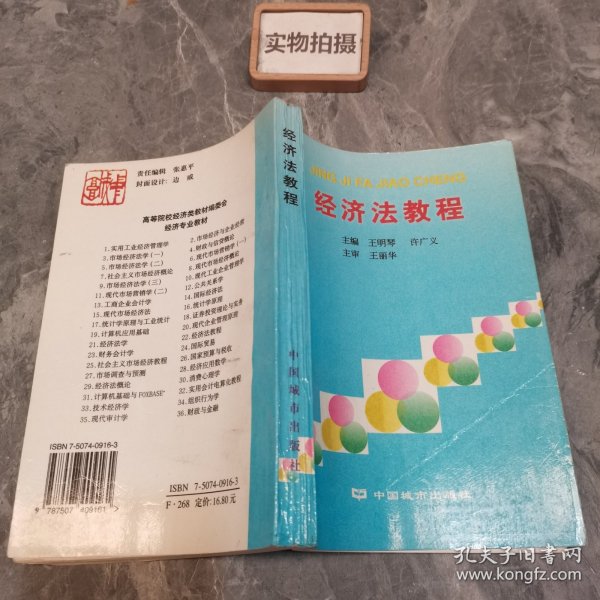 实物拍摄
责任编辑 张惠平
封面设计：边戚
高等院校经济类教材编委会
经济专业教材
1.实用工业经济管理学
2.市场经济与企业经营
3.市场经济法学（一）
4.财政与信贷概论
5.市场经济法学（二）
6.现代市场营销学（一）
7.社会主义市场经济概论
8.现代市场经济学
9.市场经济法学（三）
10.现代工业企业管理学
11.现代市场营销学（二）
12.公共关系学
13.工商企业会计学
14.国际经济法
15.现代市场经济法
16.统计学原理
17.统计学原理与工业统计
18.证券投资理论与实务
19.计算机应用基础
20.现代企业管理原理
21.经济法学
22.经济法教程
23.财务会计学
24.国际贸易
25.社会主义市场经济教程
26.国家预算与税收
27.市场调查与预测
28.经济应用数学
29.经济法概论
30.消费心理学
31.计算机基础与FOXBASE⁺
32.实用会计电算化教程
33.技术经济学
34.组织行为学
35.现代审计学
36.财政与金融
ISBN 7-5074-0916-3
9 787507 409161 >
ISBN 7-5074-0916-3
F·268 定价:16.80元
经济法教程
中国城市出版社
JING JI FA JIAO CHENG
经济法教程
主编 王明琴 许广义
主审 王丽华
中国城市出版社
孔夫子旧书网
www.kongfz.com